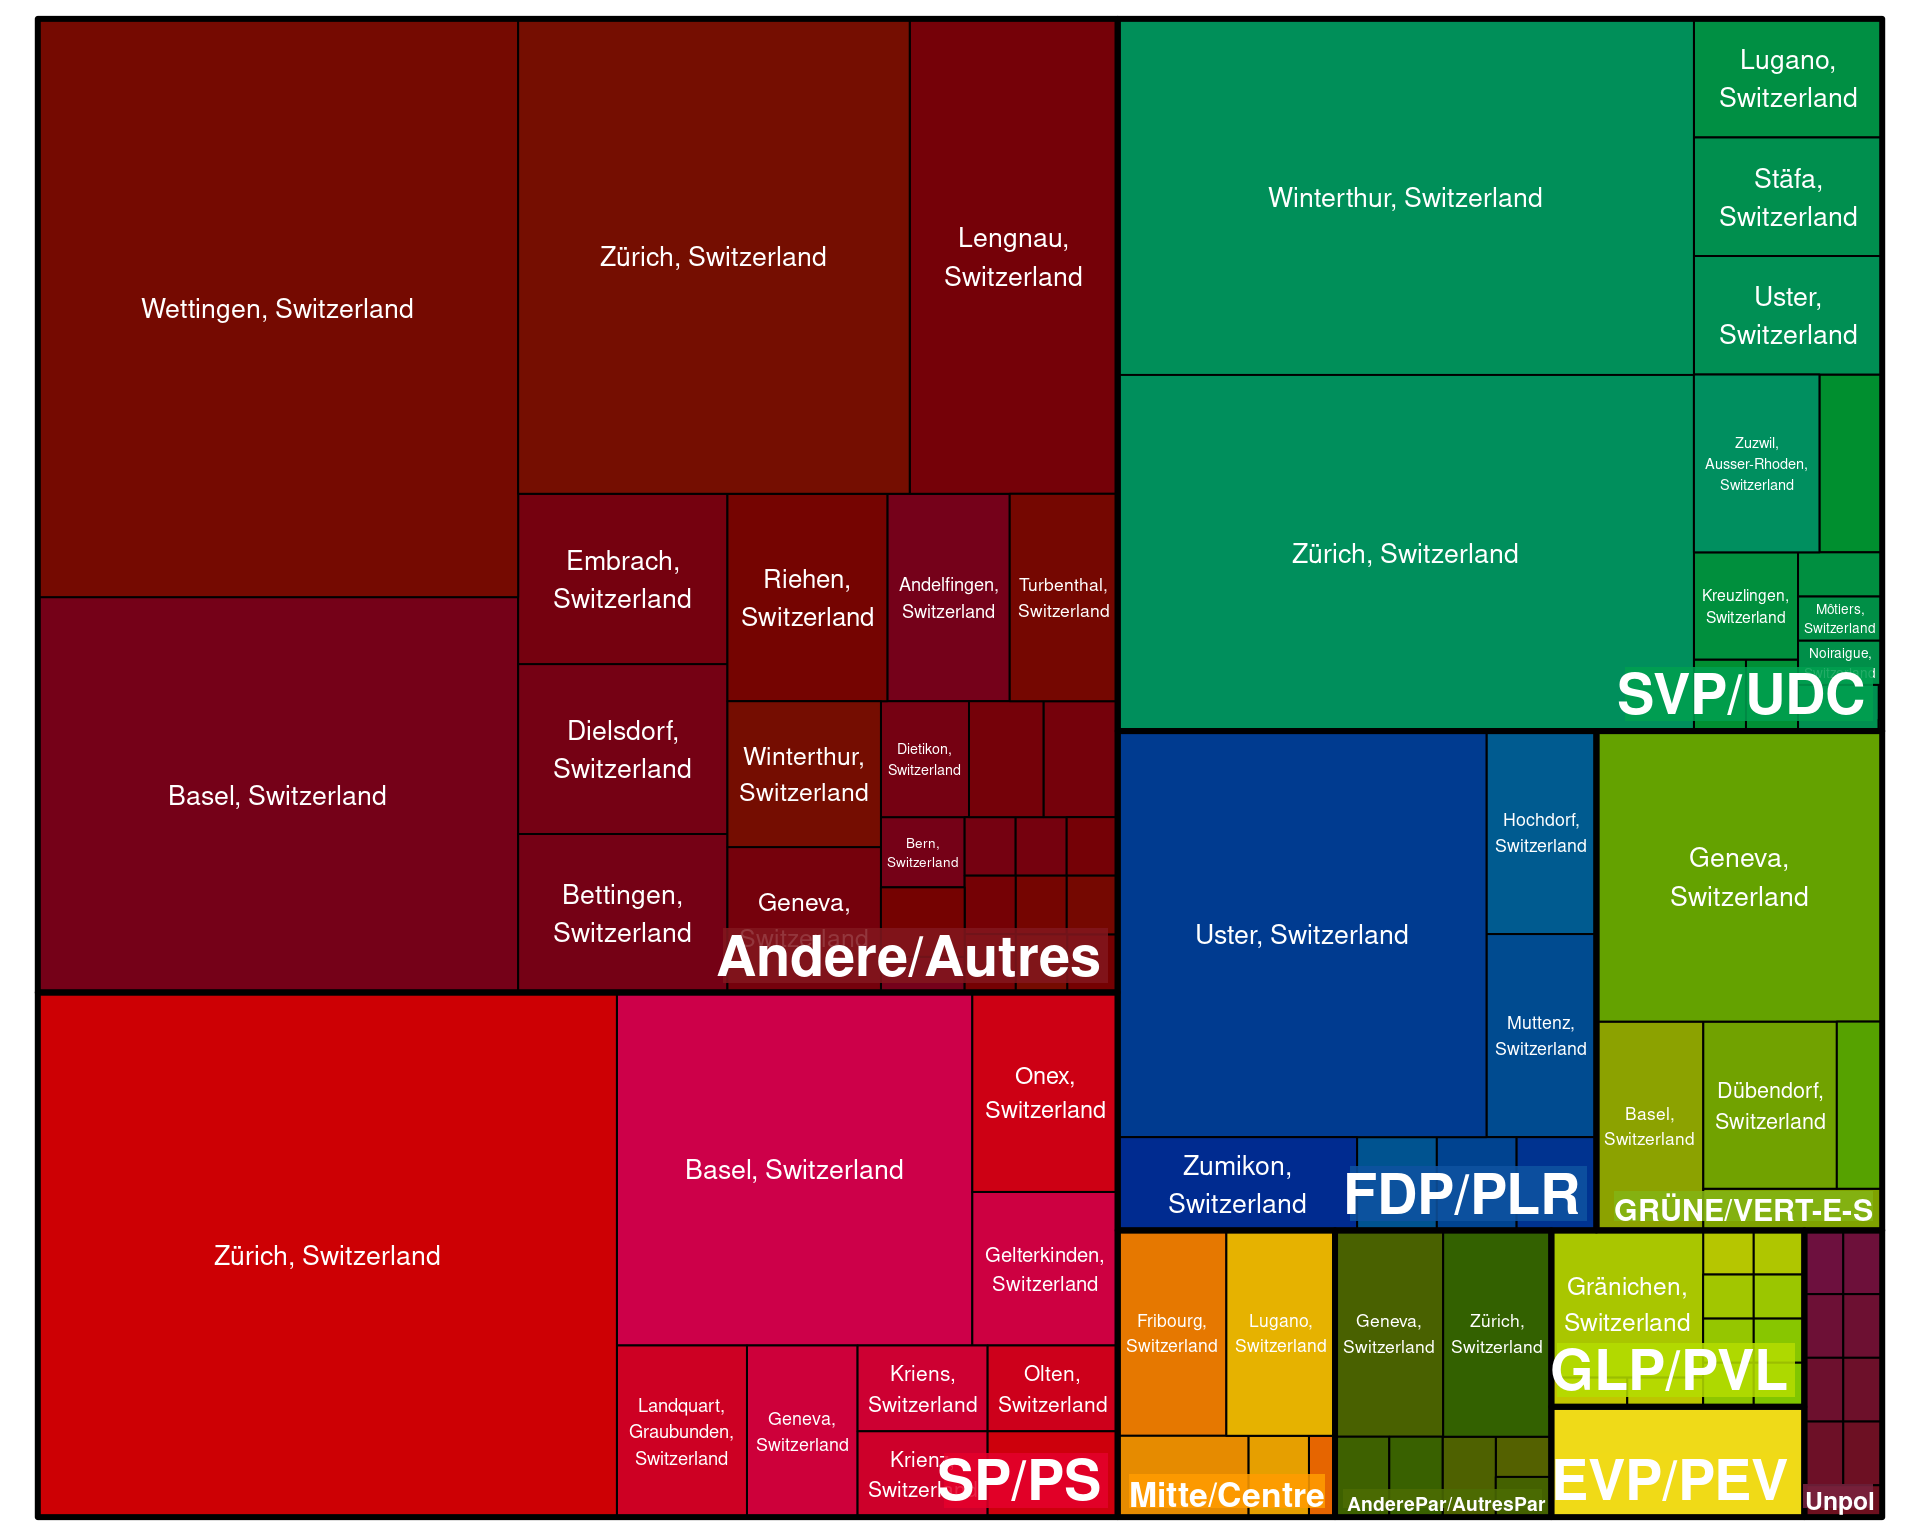 Wettingen, Switzerland
Zürich, Switzerland
Lengnau,
Switzerland
Basel, Switzerland
Embrach,
Switzerland
Riehen,
Switzerland
Andelfingen,
Switzerland
Turbenthal,
Switzerland
Dielsdorf,
Switzerland
Winterthur,
Switzerland
Dietikon,
Switzerland
Bern,
Switzerland
Bettingen,
Switzerland
Geneva,
Switzerland
Andere/Autres
Winterthur, Switzerland
Lugano,
Switzerland
Stäfa,
Switzerland
Uster,
Switzerland
Zürich, Switzerland
Zuzwil,
Ausser-Rhoden,
Switzerland
Kreuzlingen,
Switzerland
Môtiers,
Switzerland
Noiraigue,
Switzerland
SVP/UDC
Zürich, Switzerland
Basel, Switzerland
Onex,
Switzerland
Gelterkinden,
Switzerland
Landquart,
Graubunden,
Switzerland
Geneva,
Switzerland
Kriens,
Switzerland
Olten,
Switzerland
Krienz
Switzerland
SP/PS
Uster, Switzerland
Hochdorf,
Switzerland
Muttenz,
Switzerland
Zumikon,
Switzerland
FDP/PLR
Geneva,
Switzerland
Basel,
Switzerland
Dübendorf,
Switzerland
GRÜNE/VERT-E-S
Fribourg,
Switzerland
Lugano,
Switzerland
Mitte/Centre
Geneva,
Switzerland
Zürich,
Switzerland
AnderePar/AutresPar
Gränichen,
Switzerland
GLP/PVL
EVP/PEV
Unpol